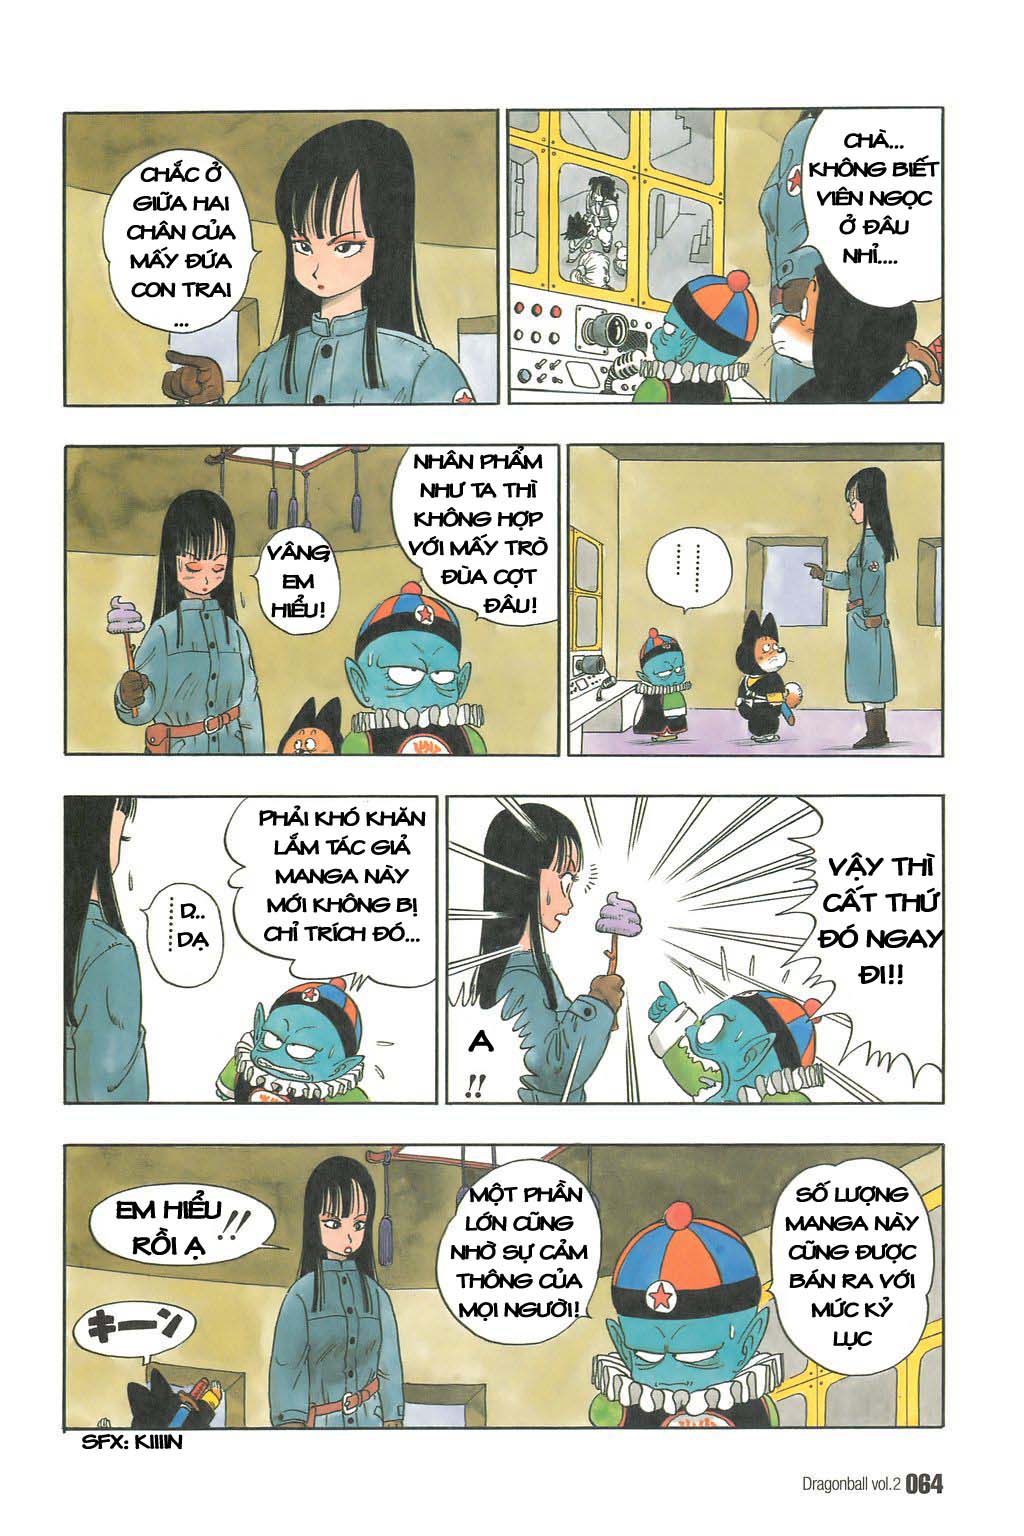 CHÀ...
KHÔNG BIẾT
VIÊN NGỌC
Ở ĐÂU
NHỈ....
CHẮC Ở
GIỮA HAI
CHÂN CỦA
MẤY ĐỨA
CON TRAI
...
.......
.......
NHÂN PHẨM
NHƯ TA THÌ
KHÔNG HỢP
VỚI MẤY TRÒ
ĐÙA CỢT
ĐÂU!
VÂNG,
EM
HIỂU!
VẬY THÌ
CẤT THỨ
ĐÓ NGAY
ĐI!!
A
!!
PHẢI KHÓ KHĂN
LẮM TÁC GIẢ
MANGA NÀY
MỚI KHÔNG BỊ
CHỈ TRÍCH ĐÓ...
D..
DẠ
.......
SỐ LƯỢNG
MANGA NÀY
CŨNG ĐƯỢC
BÁN RA VỚI
MỨC KỶ
LỤC
MỘT PHẦN
LỚN CŨNG
NHỜ SỰ CẢM
THÔNG CỦA
MỌI NGƯỜI!
EM HIỂU
RỒI Ạ
!!
キーン
SFX: KIIIIN
Dragonball vol.2 064